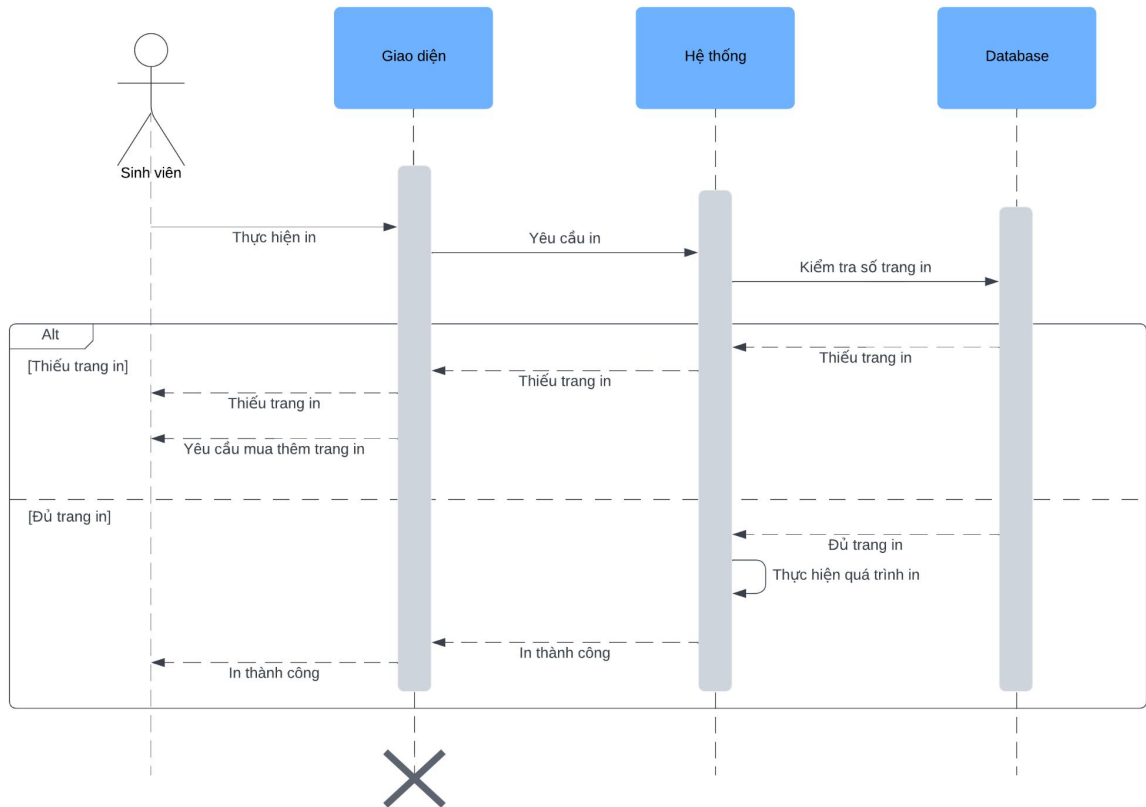 Giao diện
Hệ thống
Database
Sinh viên
Thực hiện in
Yêu cầu in
Kiểm tra số trang in
Alt
[Thiếu trang in]
Thiếu trang in
Thiếu trang in
Thiếu trang in
Yêu cầu mua thêm trang in
[Đủ trang in]
Đủ trang in
Thực hiện quá trình in
In thành công
In thành công